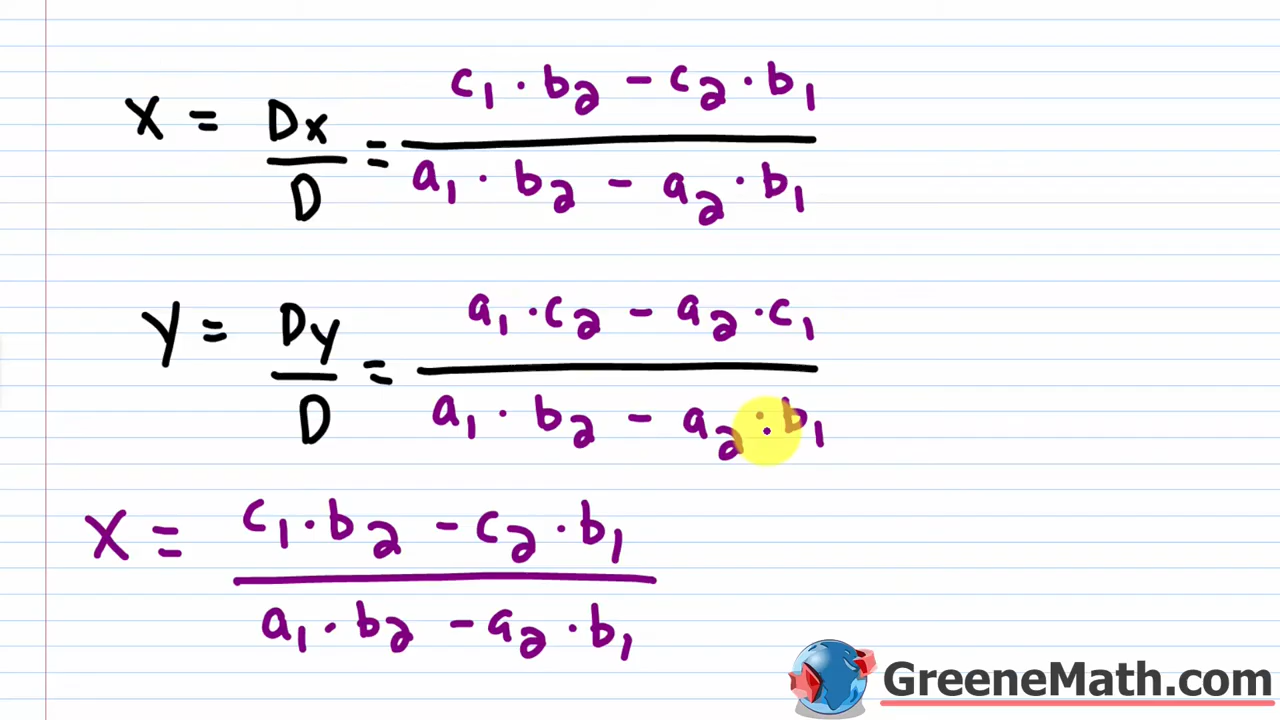 x = Dx/D = (c₁ · b₂ − c₂ · b₁)/(a₁ · b₂ − a₂ · b₁)
y = Dy/D = (a₁ · c₂ − a₂ · c₁)/(a₁ · b₂ − a₂ · b₁)
x = (c₁ · b₂ − c₂ · b₁)/(a₁ · b₂ − a₂ · b₁)
GreeneMath.com